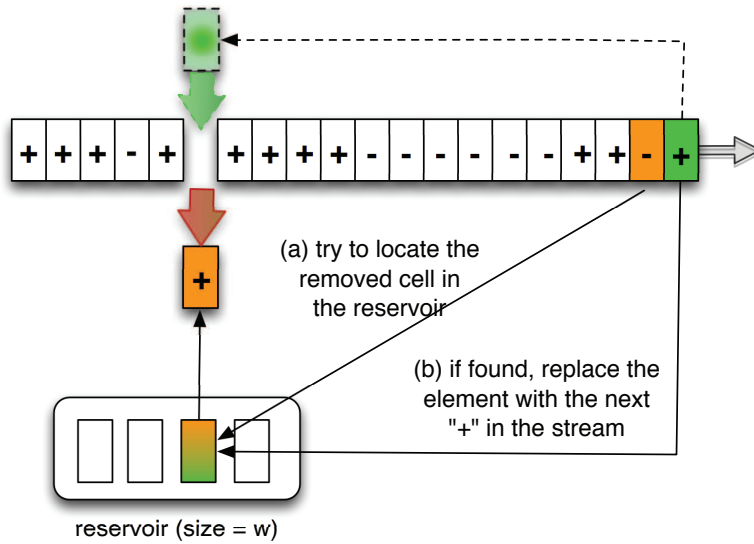 + + + - + + + + + - - - - - - + + - +
+
(a) try to locate the
removed cell in
the reservoir
(b) if found, replace the
element with the next
"+" in the stream
reservoir (size = w)